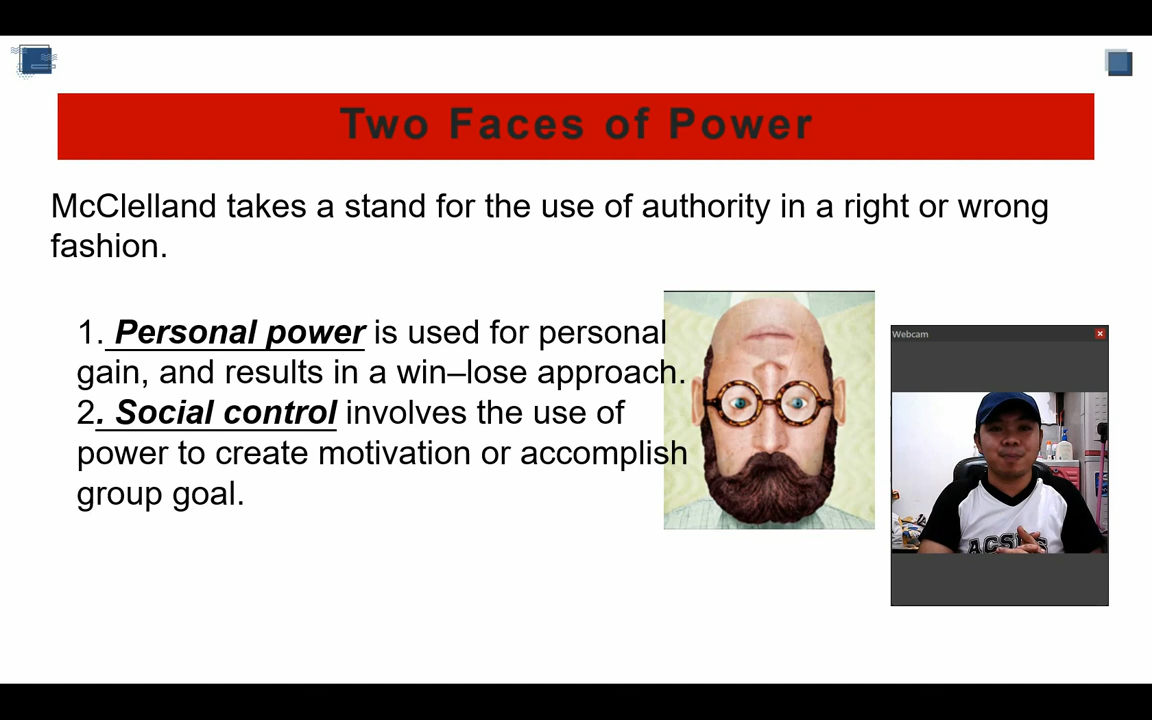 Two Faces of Power
McClelland takes a stand for the use of authority in a right or wrong
fashion.
1. Personal power is used for personal
gain, and results in a win–lose approach.
2. Social control involves the use of
power to create motivation or accomplish
group goal.
Webcam